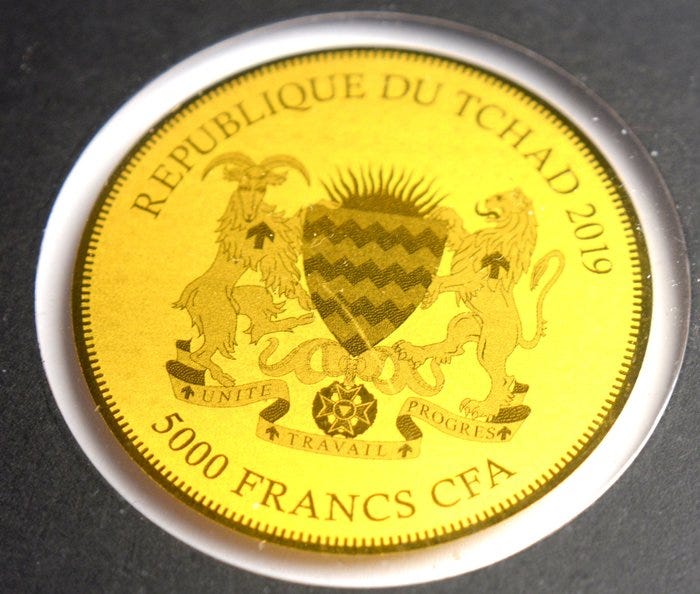 REPUBLIQUE DU TCHAD 2019
UNITE
TRAVAIL
PROGRES
5000 FRANCS CFA